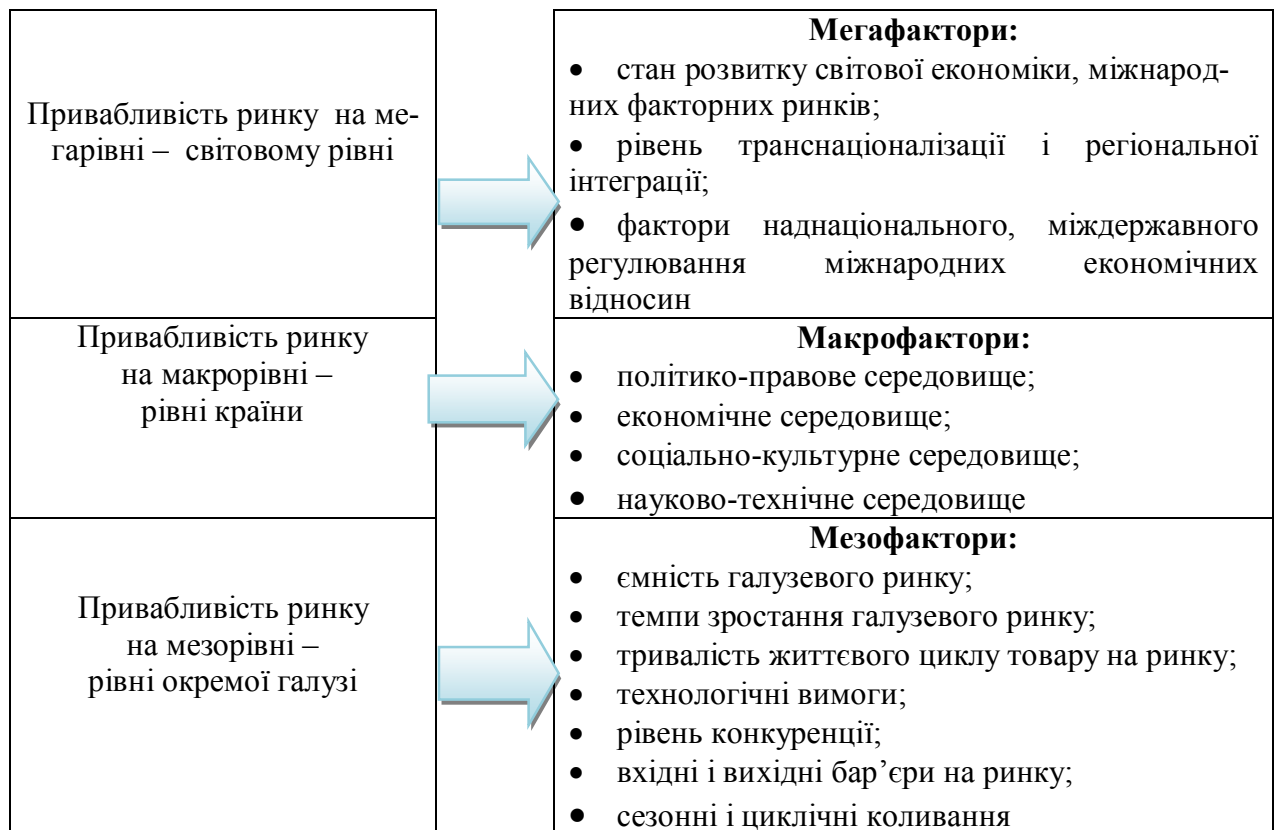 Привабливість ринку на ме-
гарівні – світовому рівні
Мегафактори:
• стан розвитку світової економіки, міжнарод-
них факторних ринків;
• рівень транснаціоналізації і регіональної
інтеграції;
• фактори наднаціонального, міждержавного
регулювання міжнародних економічних
відносин
Привабливість ринку
на макрорівні –
рівні країни
Макрофактори:
• політико-правове середовище;
• економічне середовище;
• соціально-культурне середовище;
• науково-технічне середовище
Привабливість ринку
на мезорівні –
рівні окремої галузі
Мезофактори:
• ємність галузевого ринку;
• темпи зростання галузевого ринку;
• тривалість життєвого циклу товару на ринку;
• технологічні вимоги;
• рівень конкуренції;
• вхідні і вихідні бар’єри на ринку;
• сезонні і циклічні коливання